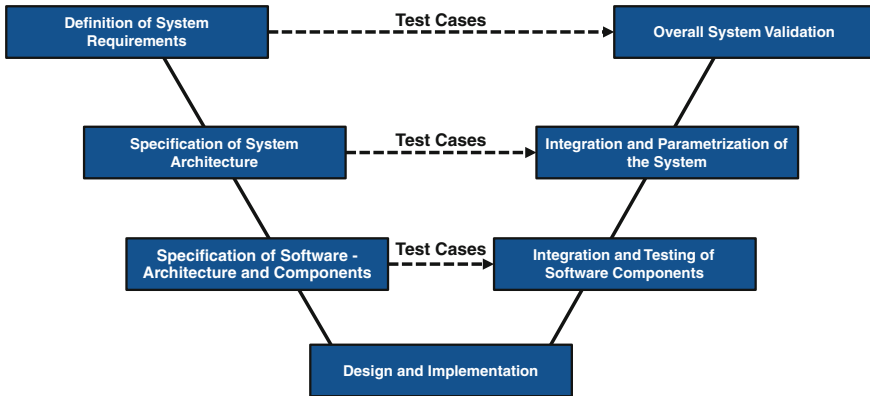 Definition of System
Requirements
Test Cases
Overall System Validation
Specification of System
Architecture
Test Cases
Integration and Parametrization of
the System
Specification of Software -
Architecture and Components
Test Cases
Integration and Testing of
Software Components
Design and Implementation